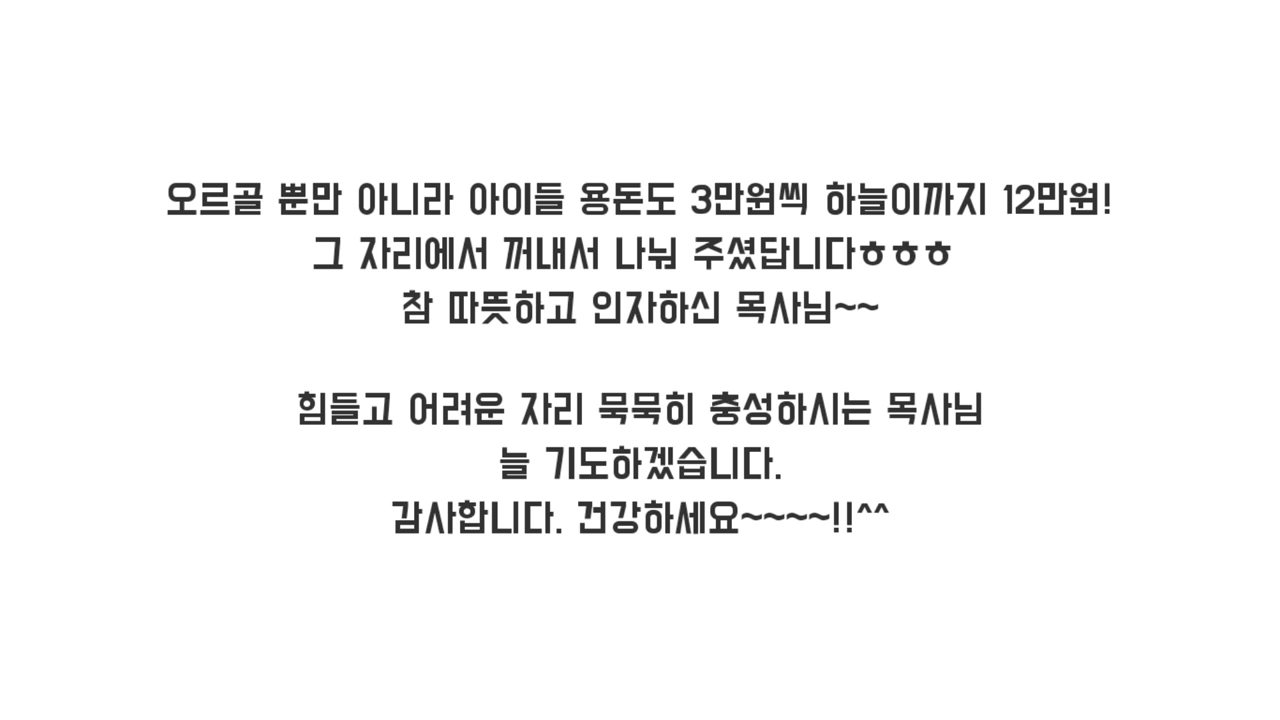 오르골 뿐만 아니라 아이들 용돈도 3만원씩 하늘이까지 12만원!
그 자리에서 꺼내서 나눠 주셨답니다ㅎㅎㅎ
참 따뜻하고 인자하신 목사님~~
힘들고 어려운 자리 묵묵히 충성하시는 목사님
늘 기도하겠습니다.
감사합니다. 건강하세요~~~~!!^^